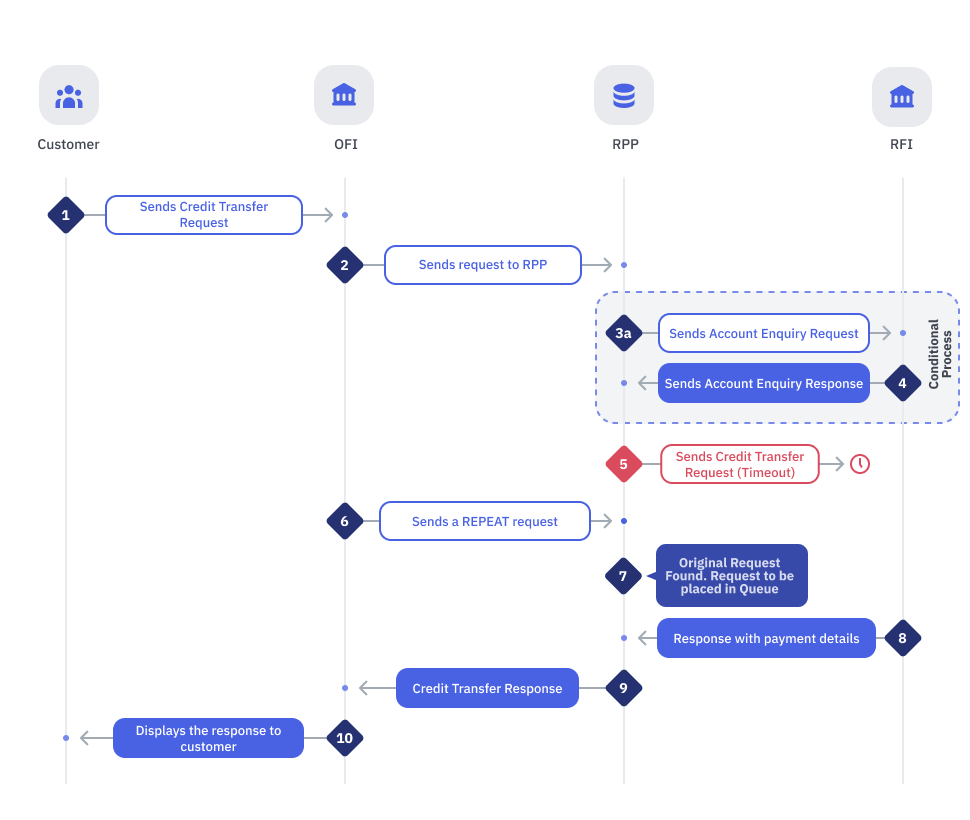 Customer
OFI
RPP
RFI
1
Sends Credit Transfer
Request
2
Sends request to RPP
3a
Sends Account Enquiry Request
Conditional
Process
Sends Account Enquiry Response
4
5
Sends Credit Transfer
Request (Timeout)
6
Sends a REPEAT request
7
Original Request
Found. Request to be
placed in Queue
Response with payment details
8
Credit Transfer Response
9
Displays the response to
customer
10